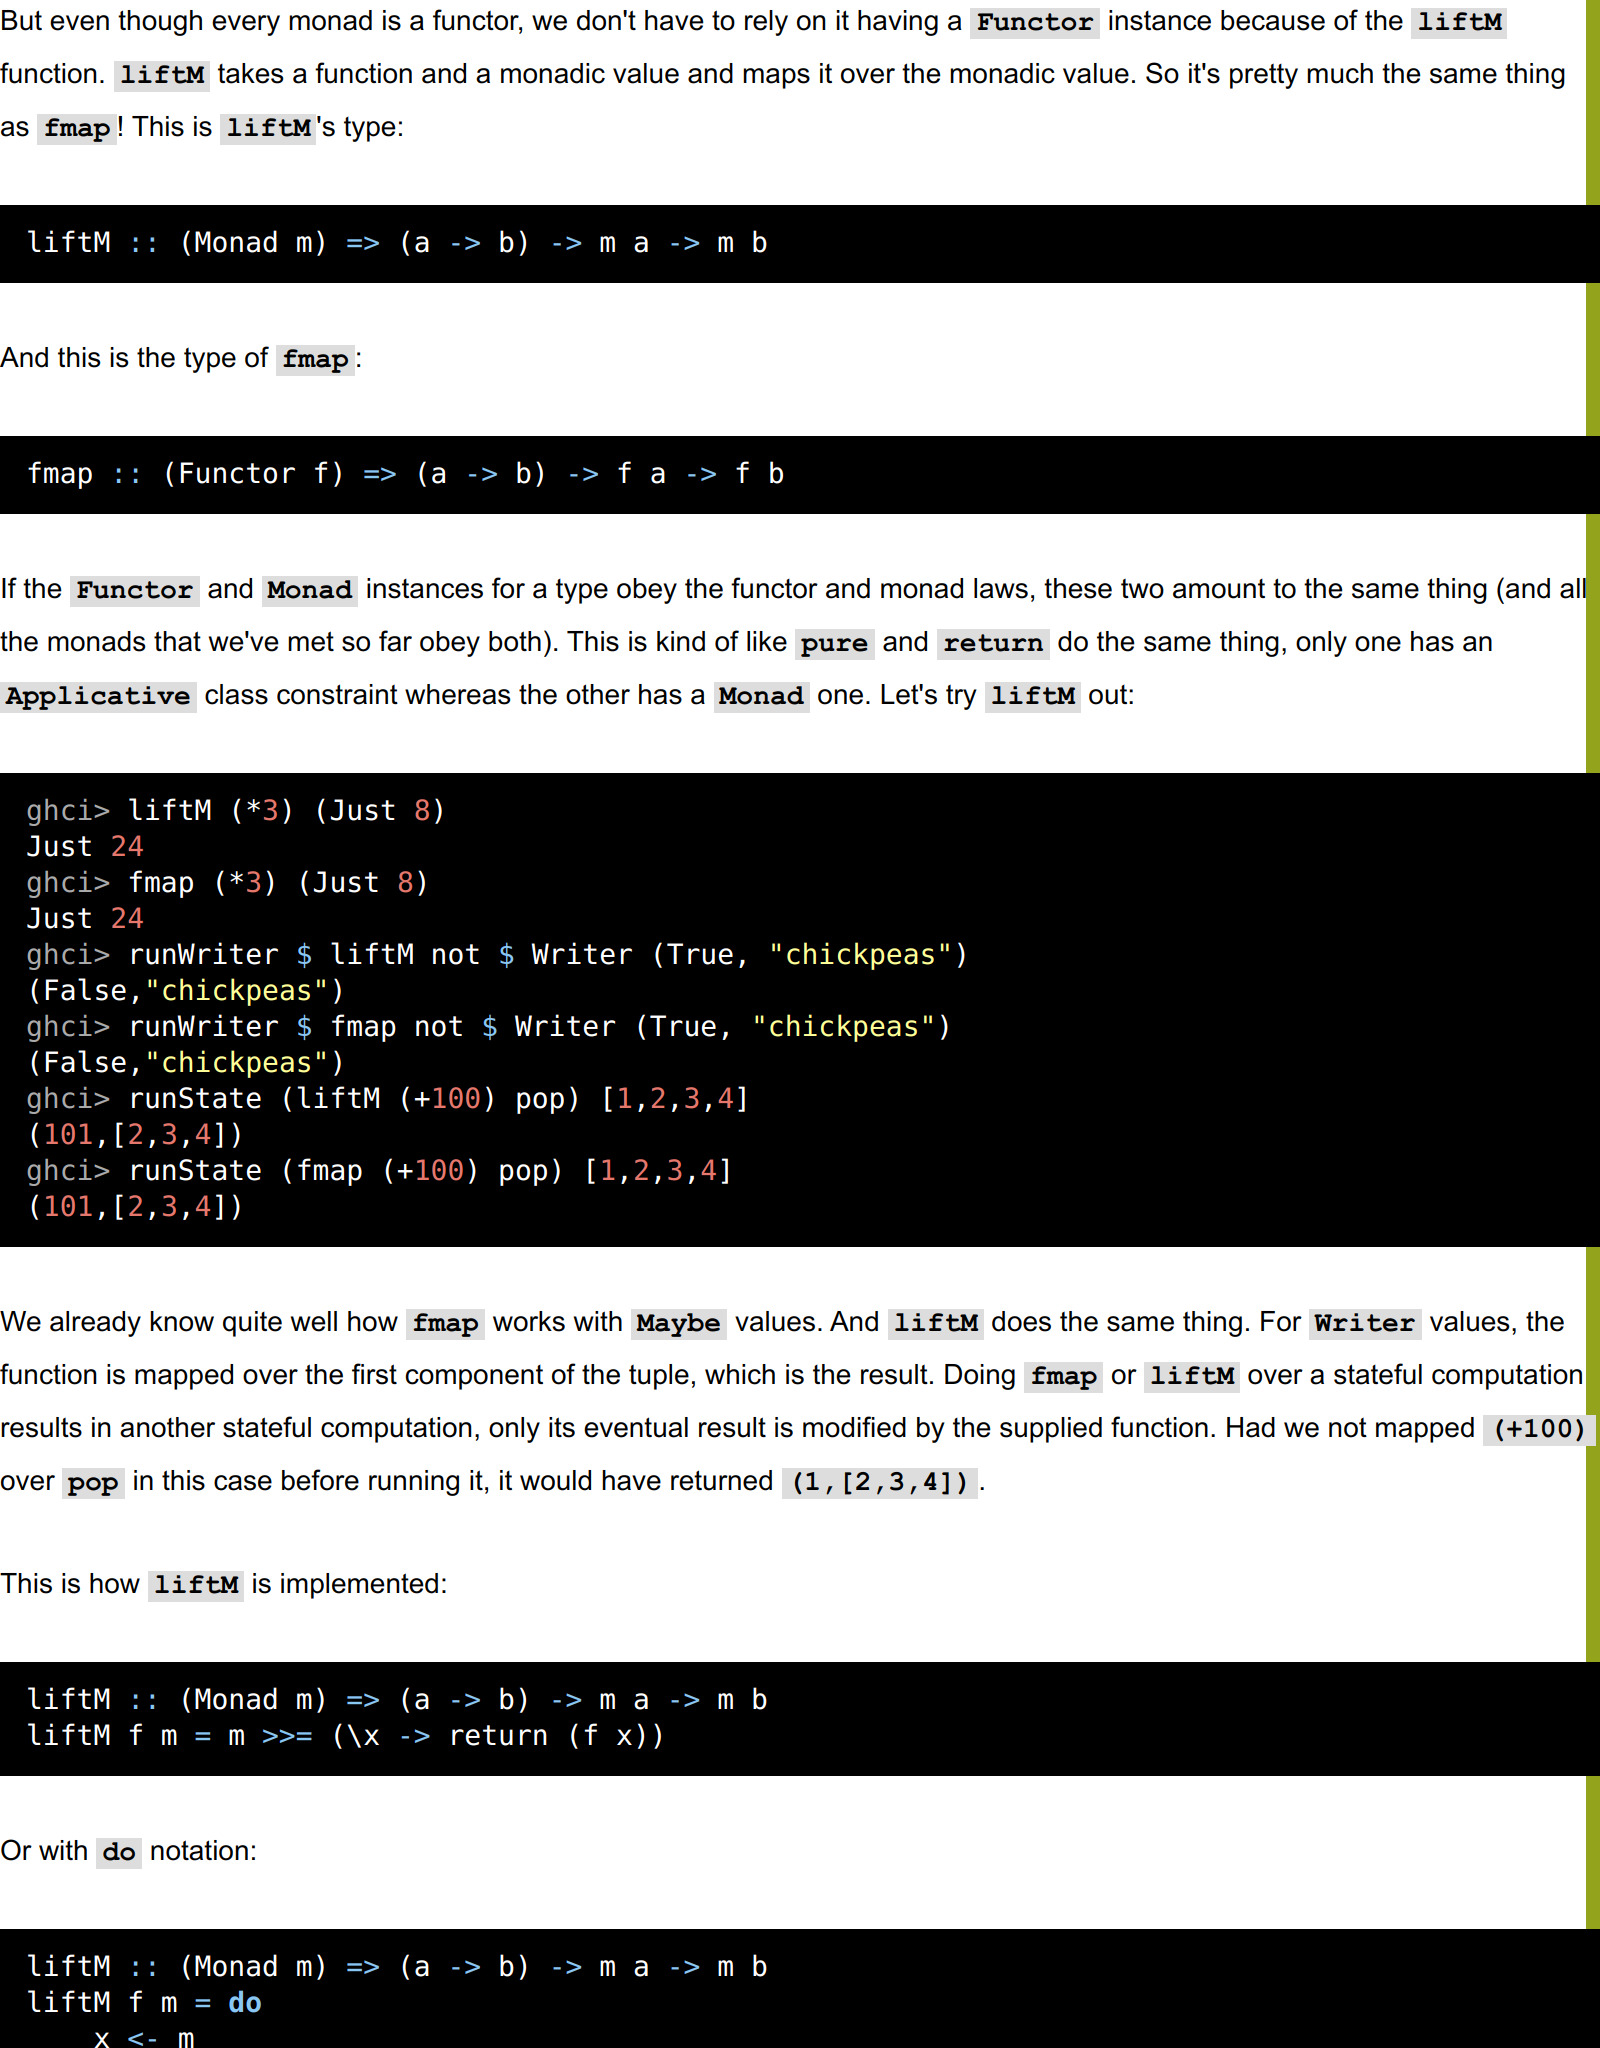 But even though every monad is a functor, we don't have to rely on it having a Functor instance because of the liftM
function. liftM takes a function and a monadic value and maps it over the monadic value. So it's pretty much the same thing
as fmap! This is liftM's type:
liftM :: (Monad m) => (a -> b) -> m a -> m b
And this is the type of fmap:
fmap :: (Functor f) => (a -> b) -> f a -> f b
If the Functor and Monad instances for a type obey the functor and monad laws, these two amount to the same thing (and all
the monads that we've met so far obey both). This is kind of like pure and return do the same thing, only one has an
Applicative class constraint whereas the other has a Monad one. Let's try liftM out:
ghci> liftM (*3) (Just 8)
Just 24
ghci> fmap (*3) (Just 8)
Just 24
ghci> runWriter $ liftM not $ Writer (True, "chickpeas")
(False,"chickpeas")
ghci> runWriter $ fmap not $ Writer (True, "chickpeas")
(False,"chickpeas")
ghci> runState (liftM (+100) pop) [1,2,3,4]
(101,[2,3,4])
ghci> runState (fmap (+100) pop) [1,2,3,4]
(101,[2,3,4])
We already know quite well how fmap works with Maybe values. And liftM does the same thing. For Writer values, the
function is mapped over the first component of the tuple, which is the result. Doing fmap or liftM over a stateful computation
results in another stateful computation, only its eventual result is modified by the supplied function. Had we not mapped (+100)
over pop in this case before running it, it would have returned (1,[2,3,4]).
This is how liftM is implemented:
liftM :: (Monad m) => (a -> b) -> m a -> m b
liftM f m = m >>= (\x -> return (f x))
Or with do notation:
liftM :: (Monad m) => (a -> b) -> m a -> m b
liftM f m = do
    x <- m